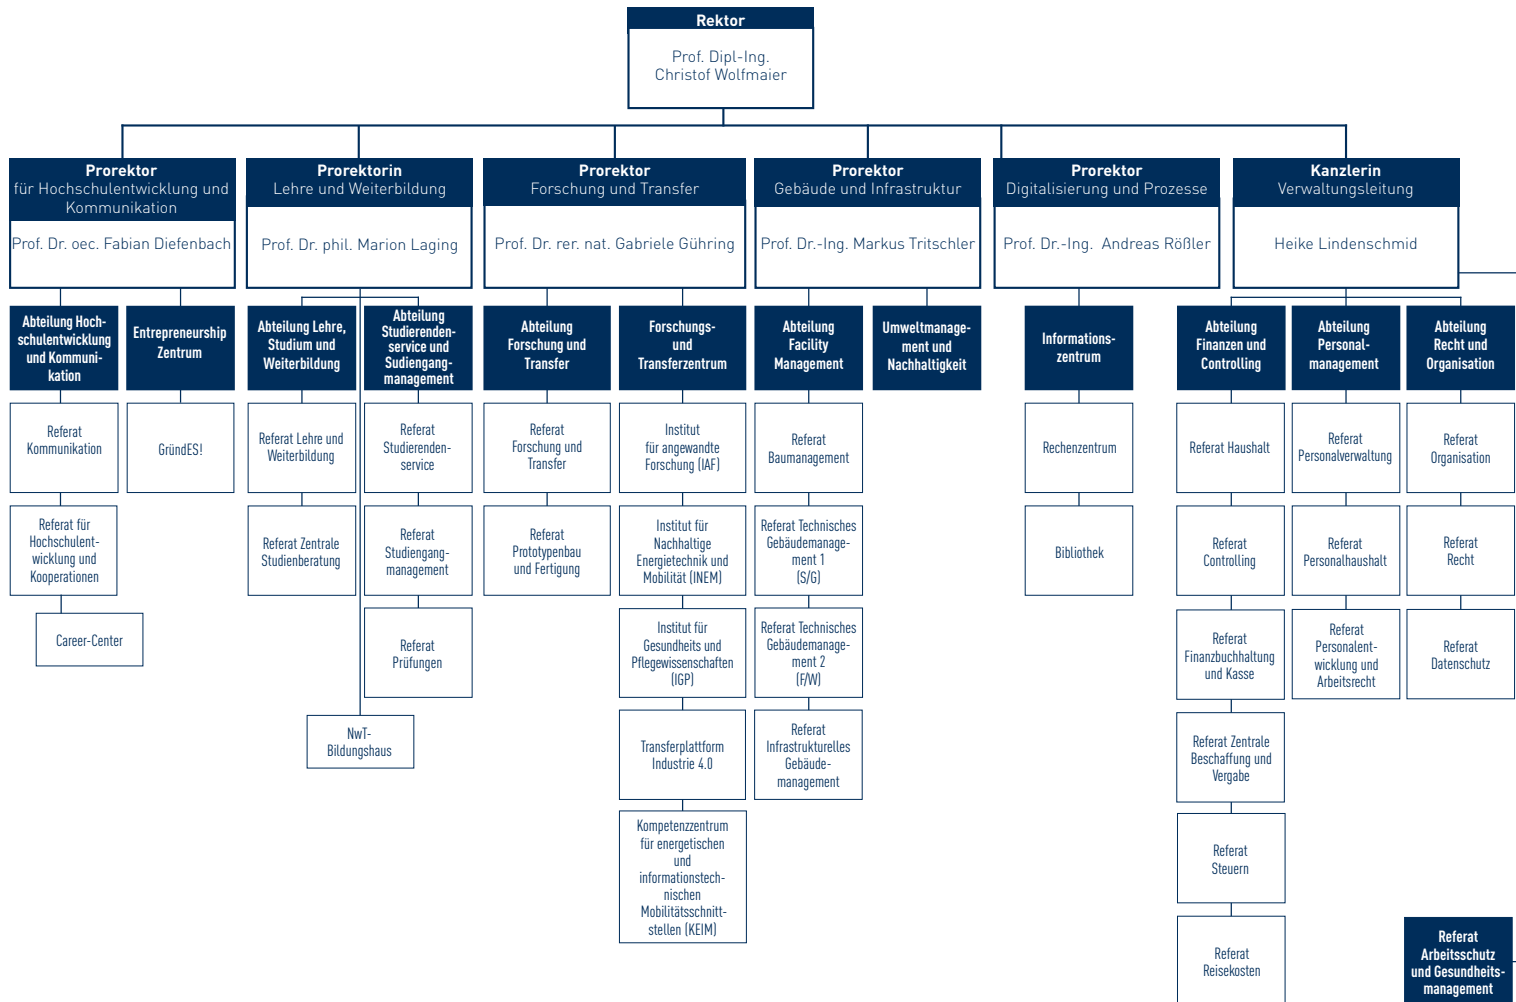 Rektor
Prof. Dipl-Ing.
Christof Wolfmaier
Prorektor
für Hochschulentwicklung und
Kommunikation
Prof. Dr. oec. Fabian Diefenbach
Prorektorin
Lehre und Weiterbildung
Prof. Dr. phil. Marion Laging
Prorektor
Forschung und Transfer
Prof. Dr. rer. nat. Gabriele Gühring
Prorektor
Gebäude und Infrastruktur
Prof. Dr.-Ing. Markus Tritschler
Prorektor
Digitalisierung und Prozesse
Prof. Dr.-Ing. Andreas Rößler
Kanzlerin
Verwaltungsleitung
Heike Lindenschmid
Abteilung Hoch-
schulentwicklung
und Kommuni-
kation
Referat
Kommunikation
Referat für
Hochschulent-
wicklung und
Kooperationen
Career-Center
Entrepreneurship
Zentrum
GründES!
Abteilung Lehre,
Studium und
Weiterbildung
Referat Lehre und
Weiterbildung
Referat Zentrale
Studienberatung
Abteilung
Studierenden-
service und
Sudiengang-
management
Referat
Studierenden-
service
Referat
Studiengang-
management
Referat
Prüfungen
NwT-
Bildungshaus
Abteilung
Forschung und
Transfer
Referat
Forschung und
Transfer
Referat
Prototypenbau
und Fertigung
Forschungs-
und
Transferzentrum
Institut
für angewandte
Forschung (IAF)
Institut für
Nachhaltige
Energietechnik und
Mobilität (INEM)
Institut für
Gesundheits und
Pflegewissenschaften
(IGP)
Transferplattform
Industrie 4.0
Kompetenzzentrum
für energetischen
und
informationstech-
nischen
Mobilitätsschnitt-
stellen (KEIM)
Abteilung
Facility
Management
Referat
Baumanagement
Referat Technisches
Gebäudemanage-
ment 1
(S/G)
Referat Technisches
Gebäudemanage-
ment 2
(F/W)
Referat
Infrastrukturelles
Gebäude-
management
Umweltmanage-
ment und
Nachhaltigkeit
Informations-
zentrum
Rechenzentrum
Bibliothek
Abteilung
Finanzen und
Controlling
Referat Haushalt
Referat
Controlling
Referat
Finanzbuchhaltung
und Kasse
Referat Zentrale
Beschaffung und
Vergabe
Referat
Steuern
Referat
Reisekosten
Abteilung
Personal-
management
Referat
Personalverwaltung
Referat
Personalhaushalt
Referat
Personalent-
wicklung und
Arbeitsrecht
Abteilung
Recht und
Organisation
Referat
Organisation
Referat
Recht
Referat
Datenschutz
Referat
Arbeitsschutz
und Gesundheits-
management